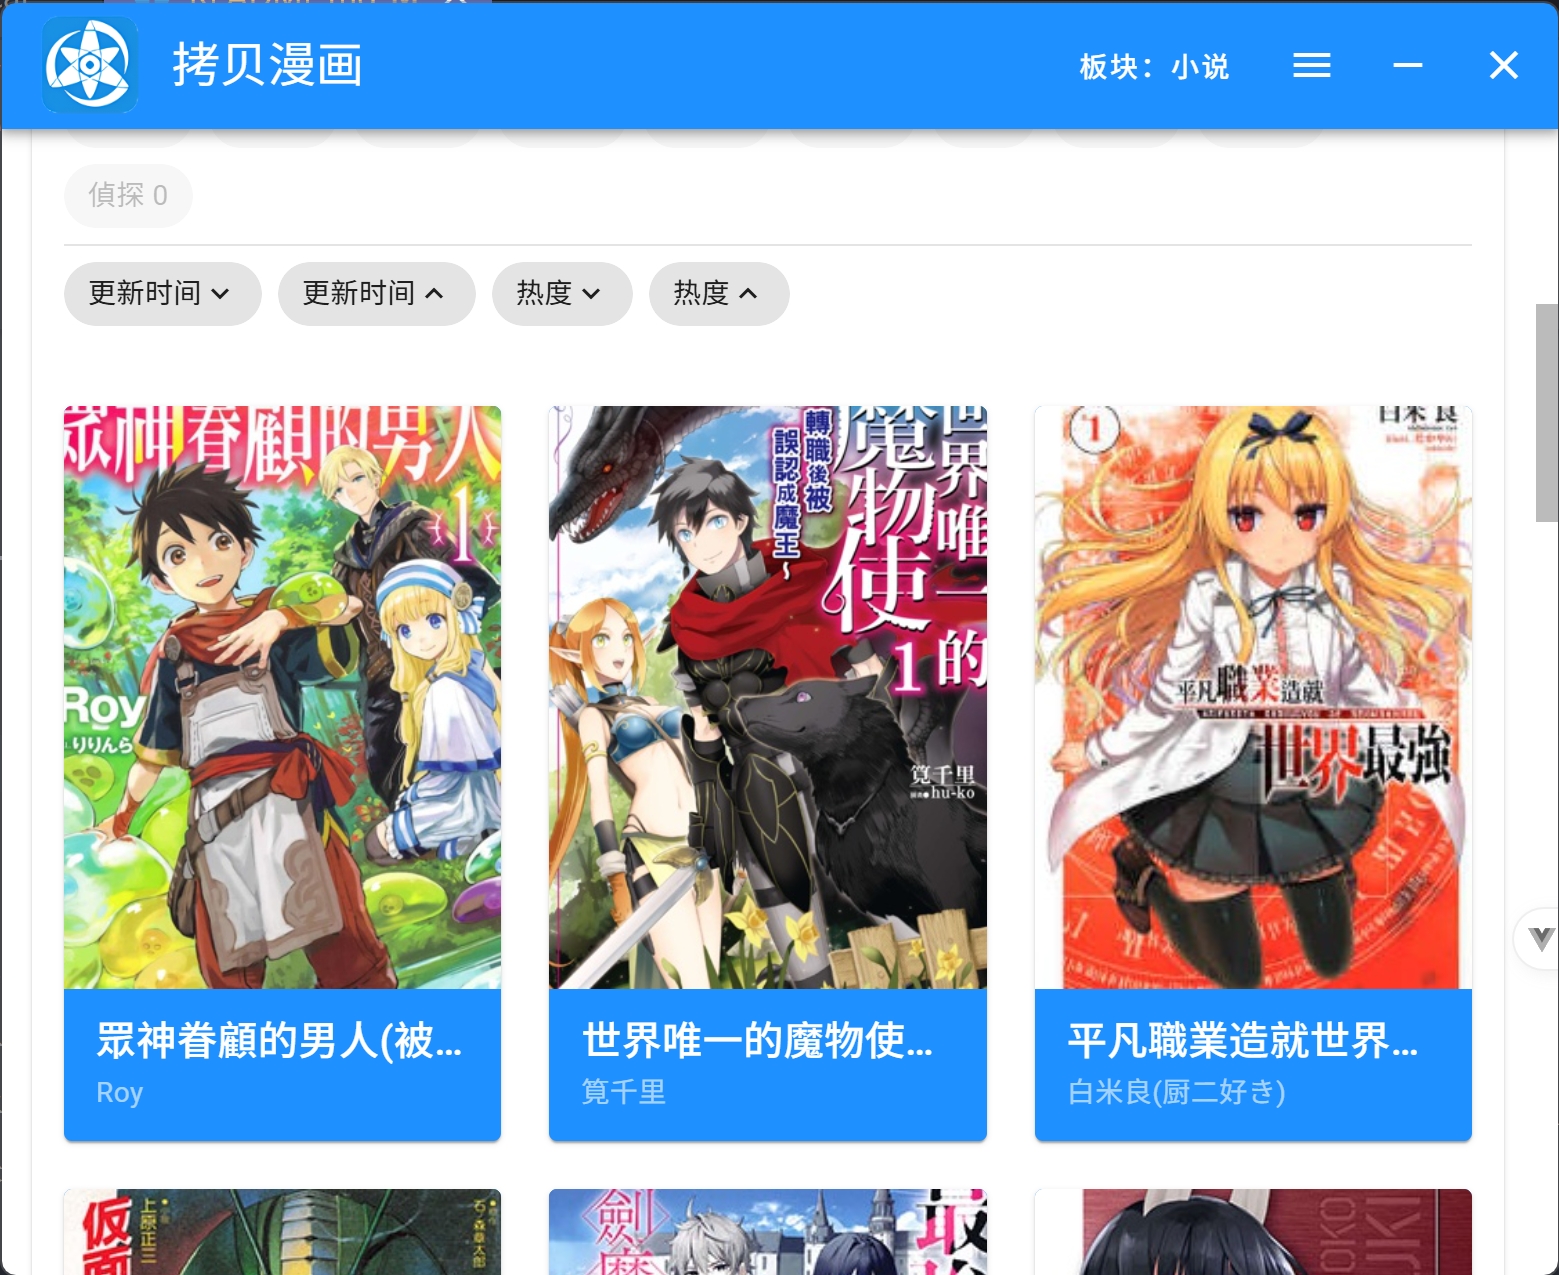 拷贝漫画
板块：小说
偵探 0
更新时间
更新时间
热度
热度
眾神眷顧的男人
1
Roy
りりんら
轉職後被
誤認成魔王～
世界唯一的
魔物使
1
筧千里
hu-ko
1
白米良
平凡職業造就
世界最強
眾神眷顧的男人(被...
Roy
世界唯一的魔物使...
筧千里
平凡職業造就世界...
白米良(厨二好き)
仮面
上原正三
石ノ森章太郎
劍魔
最強